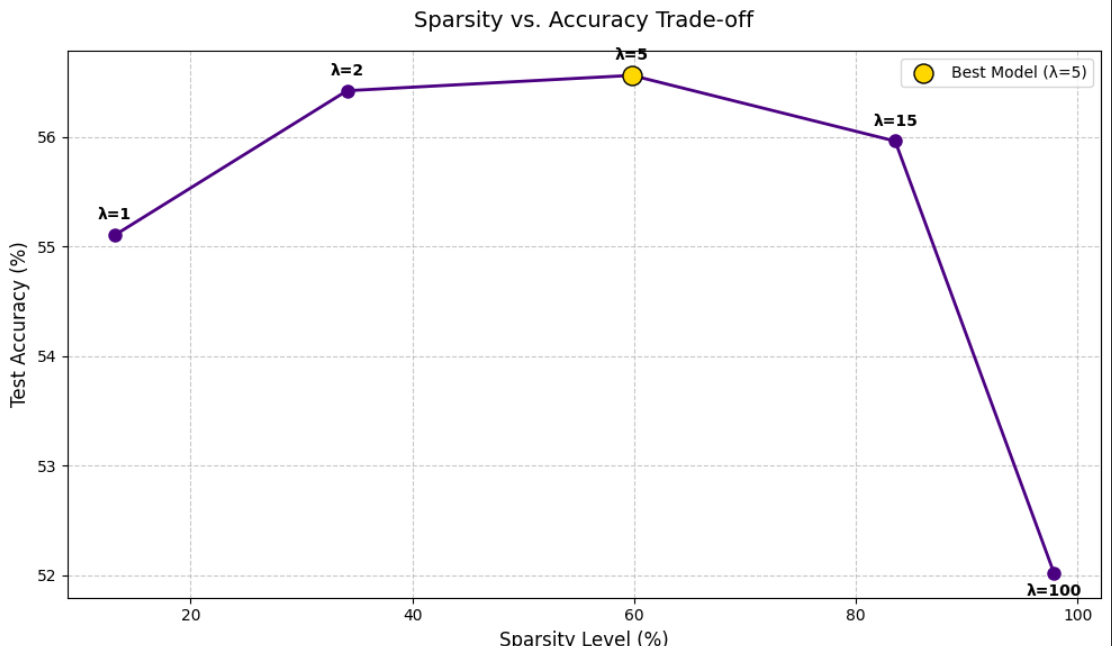 Sparsity vs. Accuracy Trade-off
λ=5
λ=2
Best Model (λ=5)
λ=15
λ=1
λ=100
Test Accuracy (%)
56
55
54
53
52
20
40
60
80
100
Sparsity Level (%)